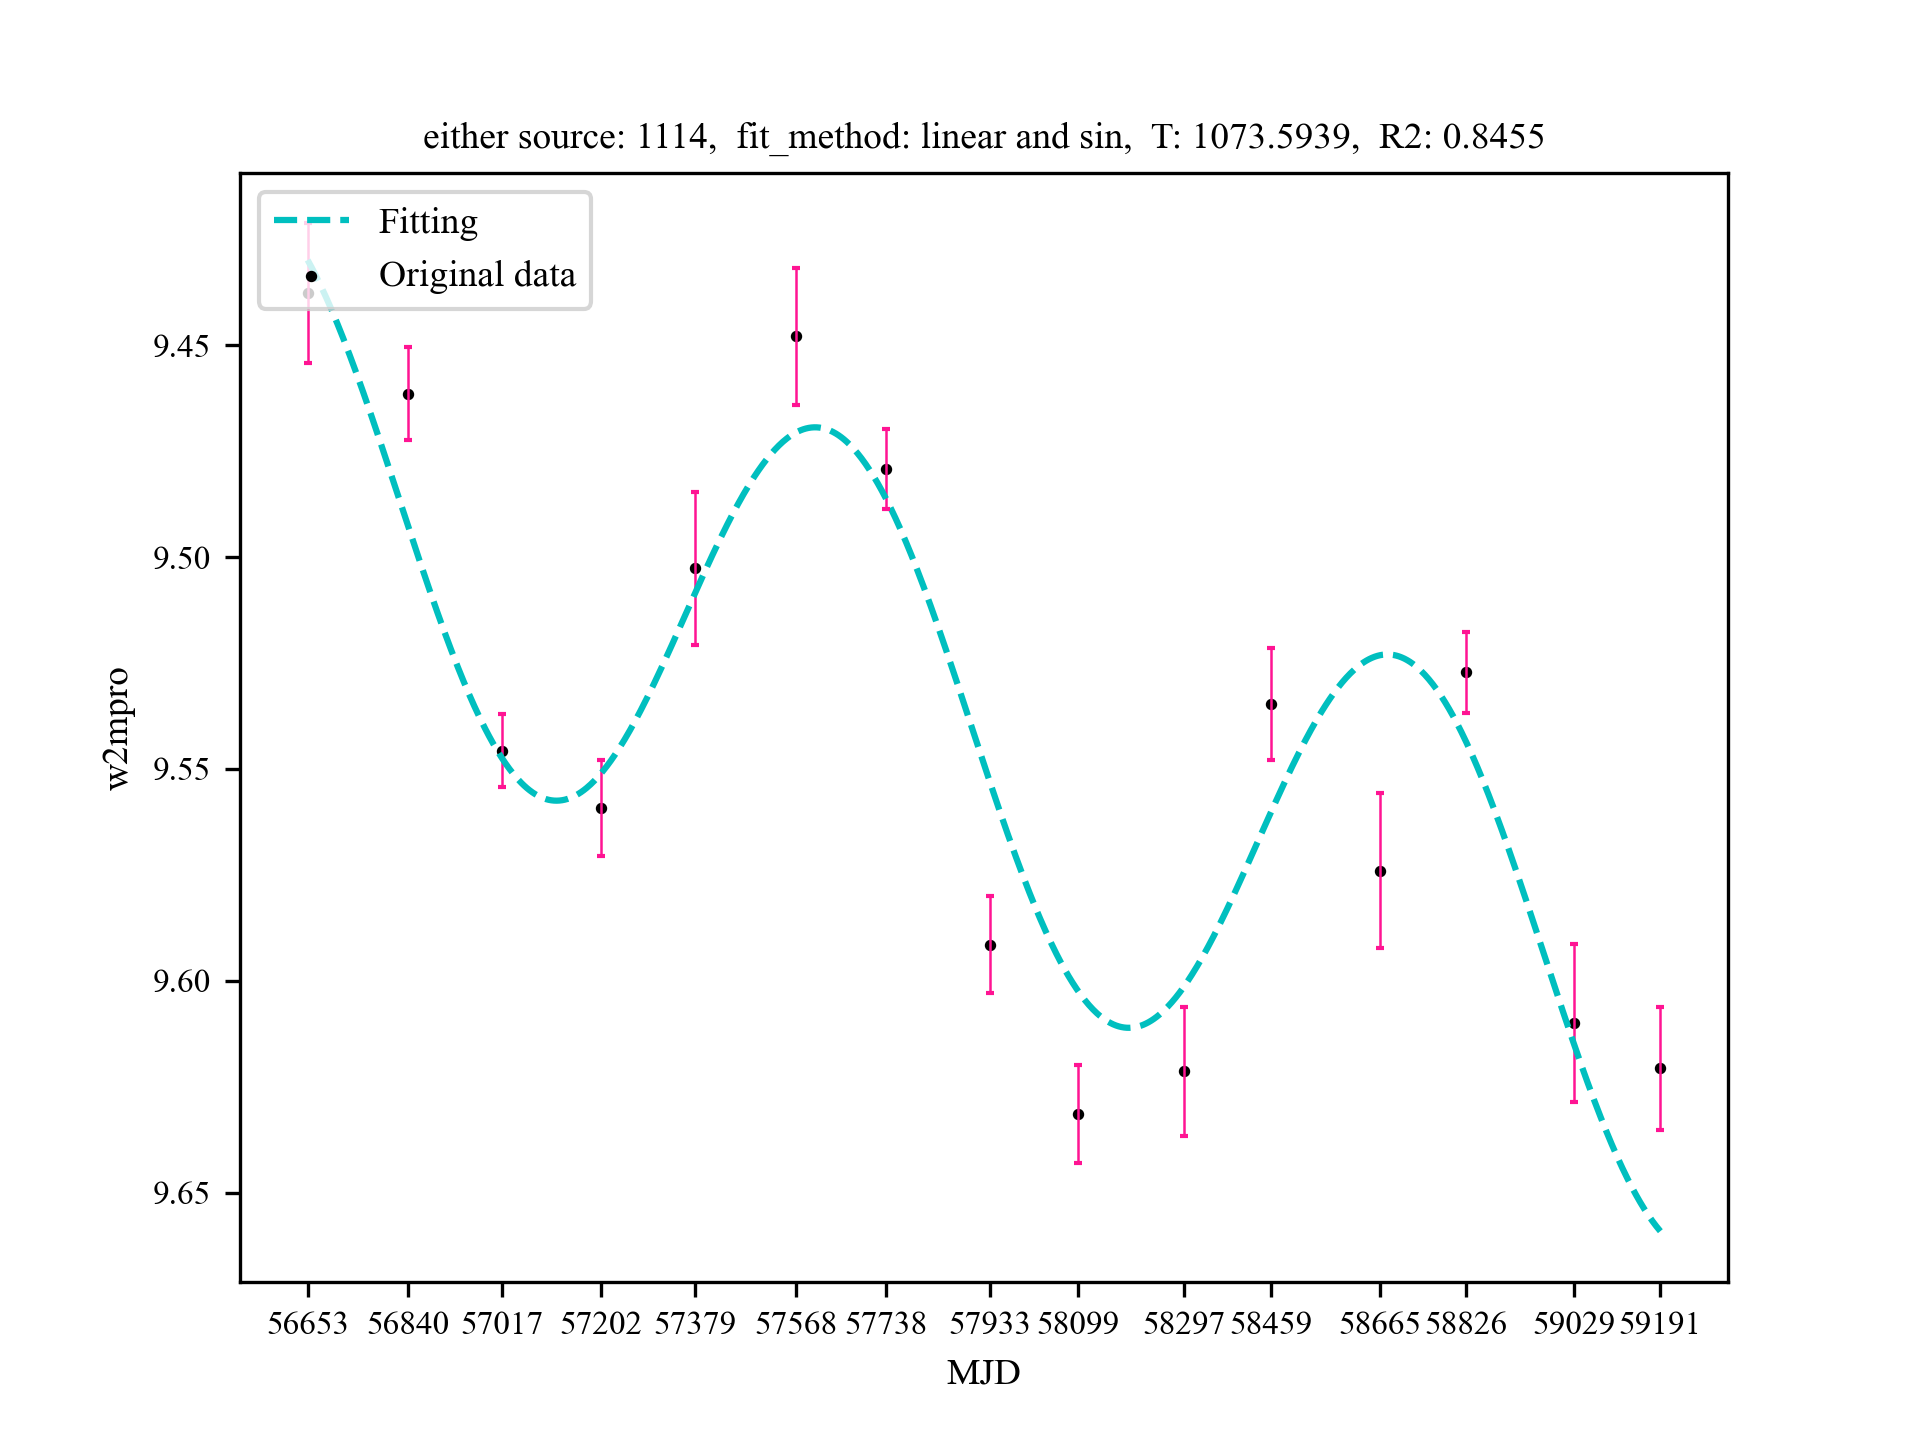 either source: 1114,  fit_method: linear and sin,  T: 1073.5939,  R2: 0.8455
Fitting
Original data
9.45
9.50
9.55
9.60
9.65
w2mpro
56653 56840 57017 57202 57379 57568 57738 57933 58099 58297 58459 58665 58826 59029 59191
MJD